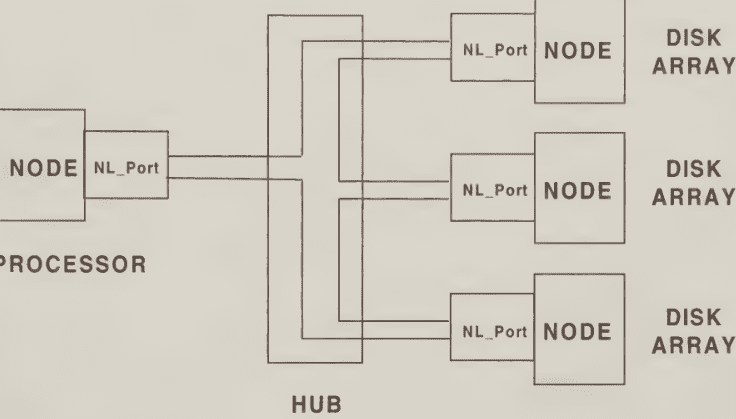 NL_Port NODE DISK
ARRAY
NODE NL_Port
PROCESSOR
NL_Port NODE DISK
ARRAY
NL_Port NODE DISK
ARRAY
HUB